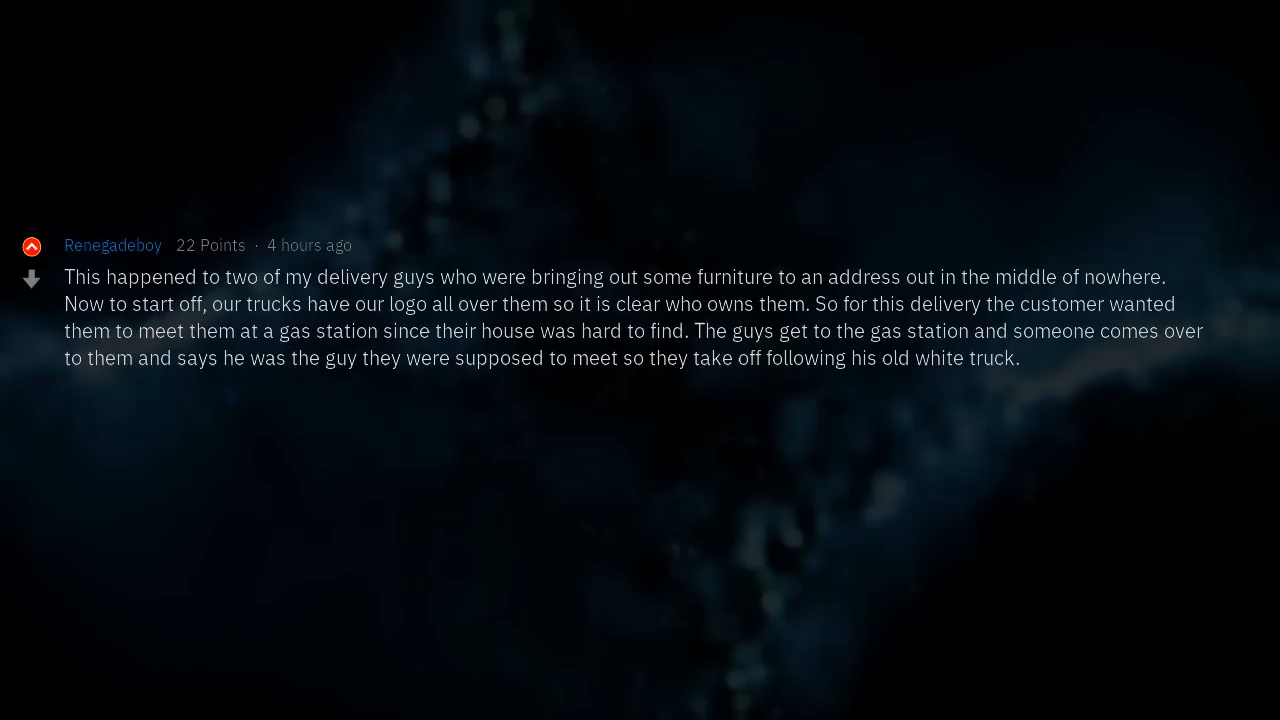 Renegadeboy 22 Points · 4 hours ago
This happened to two of my delivery guys who were bringing out some furniture to an address out in the middle of nowhere.
Now to start off, our trucks have our logo all over them so it is clear who owns them. So for this delivery the customer wanted
them to meet them at a gas station since their house was hard to find. The guys get to the gas station and someone comes over
to them and says he was the guy they were supposed to meet so they take off following his old white truck.